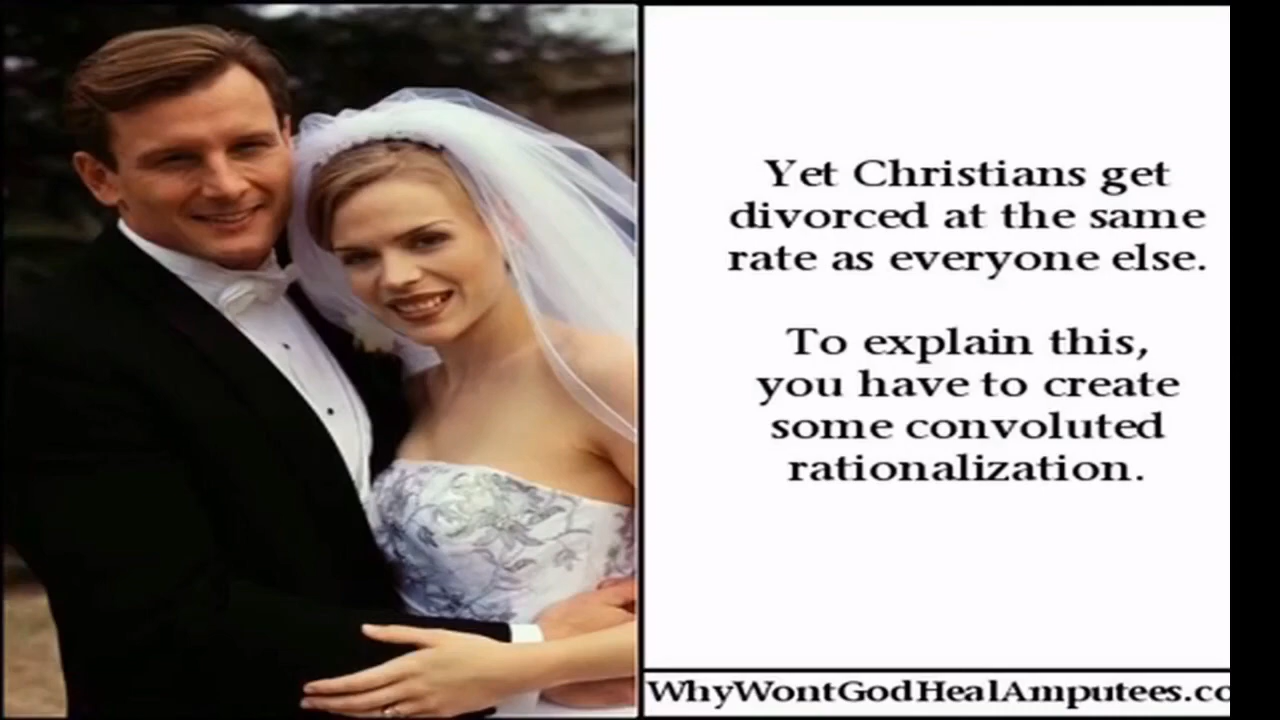 Yet Christians get
divorced at the same
rate as everyone else.
To explain this,
you have to create
some convoluted
rationalization.
WhyWontGodHealAmputees.co